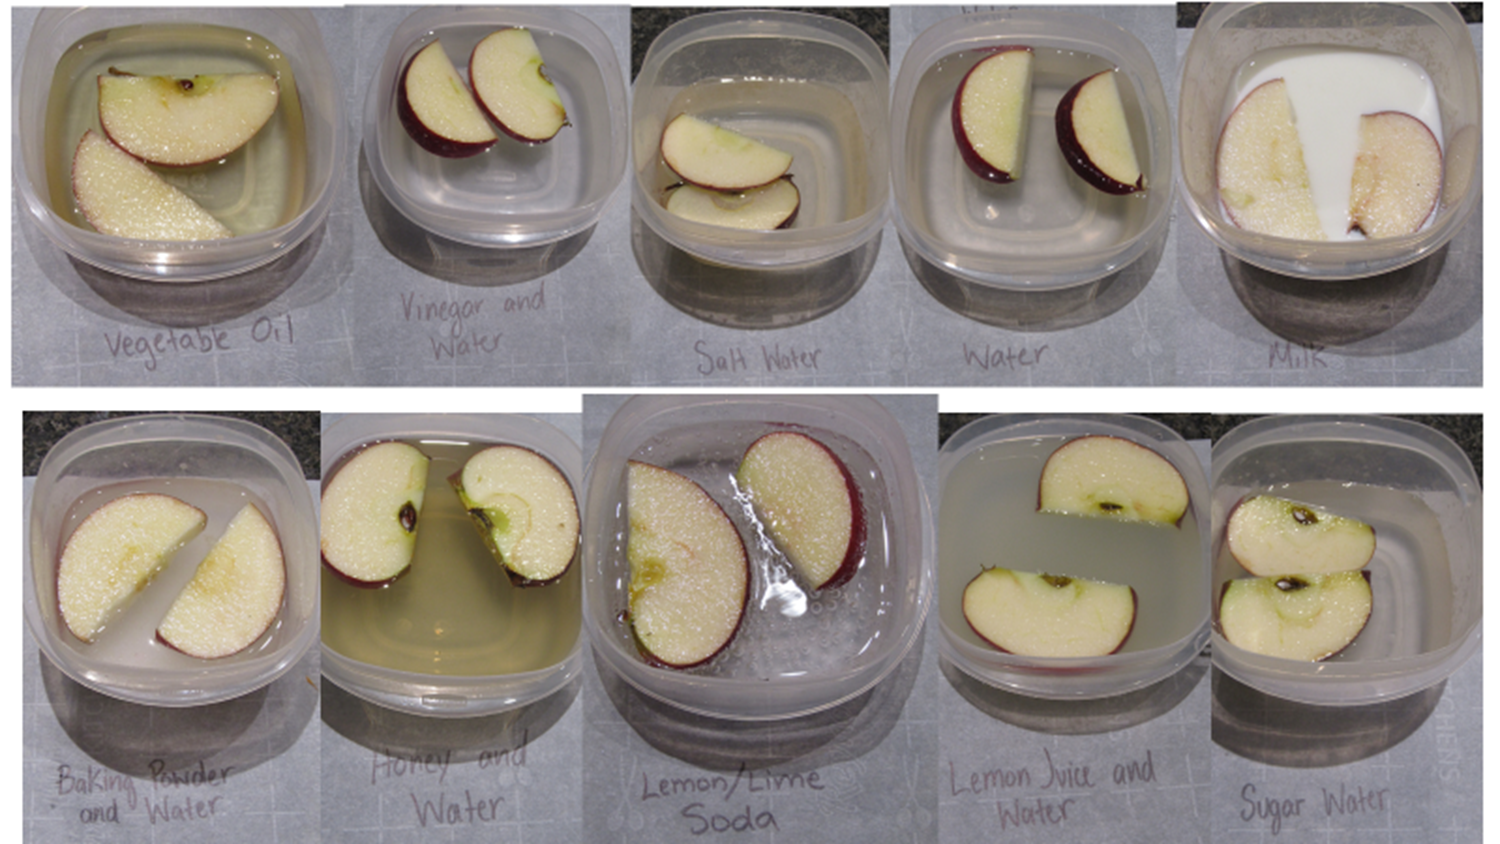 Vegetable Oil
Vinegar and
Water
Salt Water
Water
Milk
Baking Powder
and Water
Honey and
Water
Lemon/Lime
Soda
Lemon Juice and
Water
Sugar Water